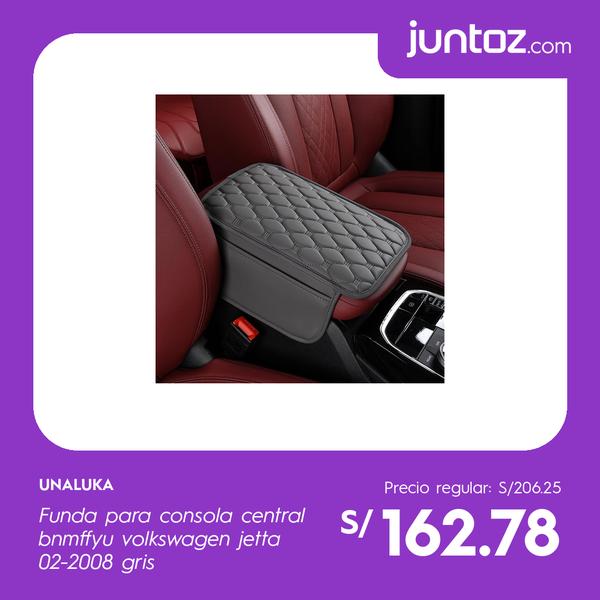 juntoz.com
UNALUKA
Funda para consola central
bnmffyu volkswagen jetta
02-2008 gris
Precio regular: S/206.25
S/162.78